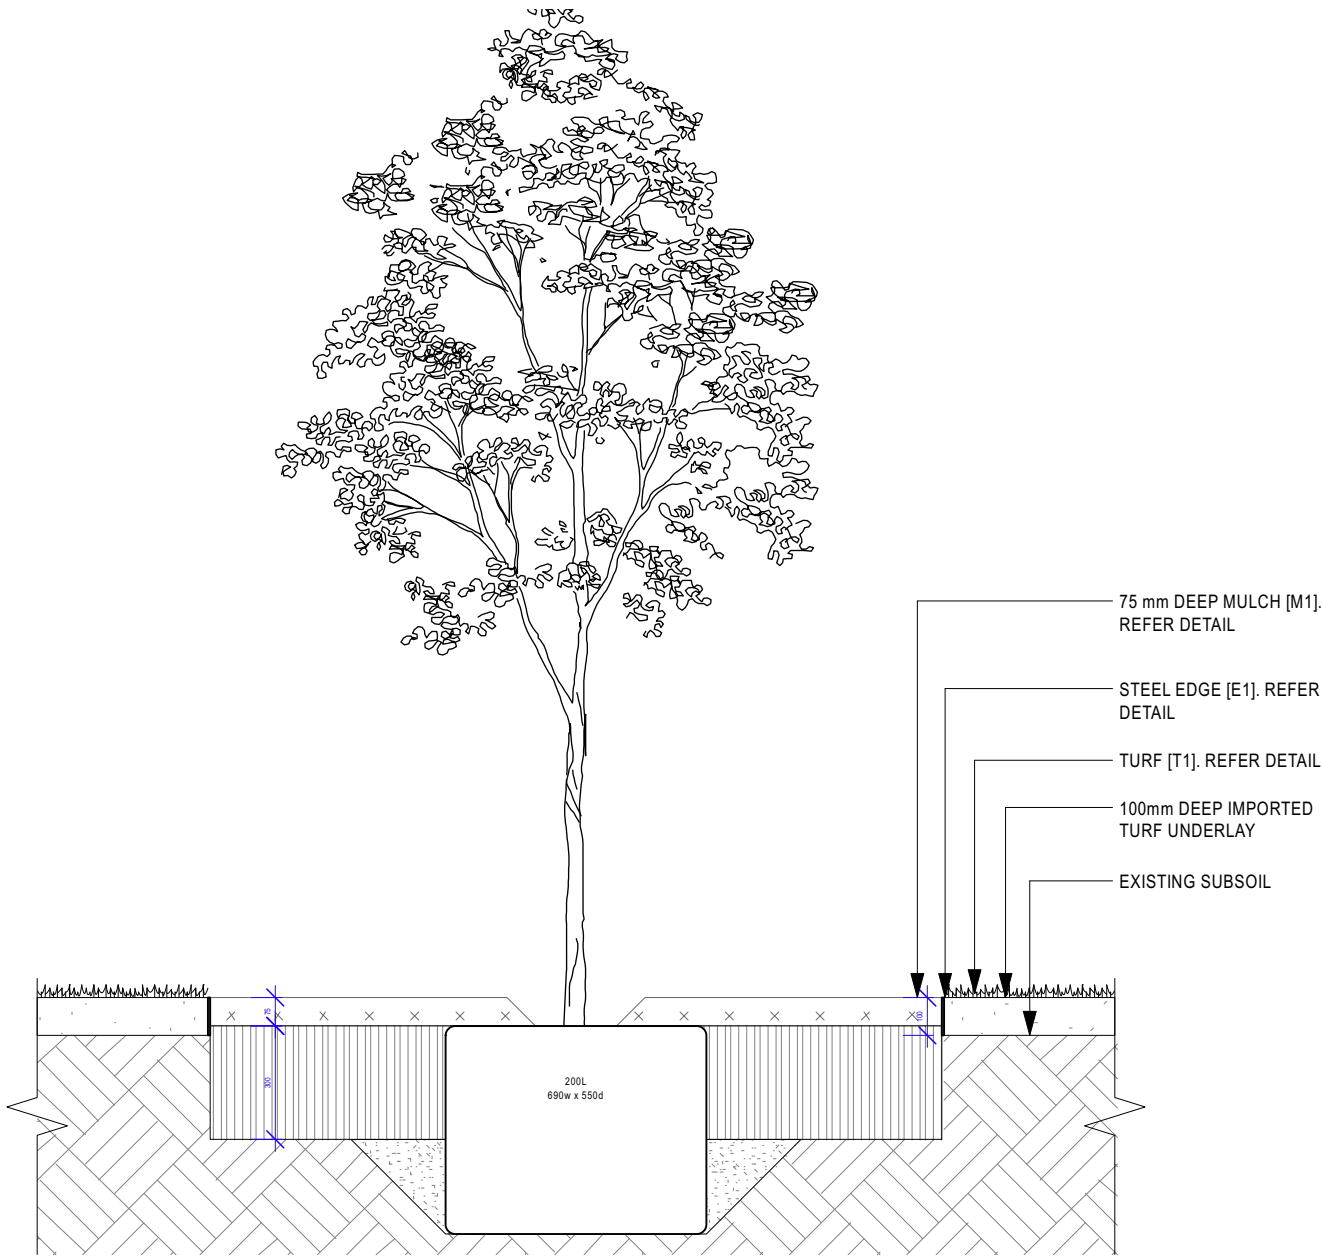 75 mm DEEP MULCH [M1].
REFER DETAIL
STEEL EDGE [E1]. REFER
DETAIL
TURF [T1]. REFER DETAIL
100mm DEEP IMPORTED
TURF UNDERLAY
EXISTING SUBSOIL
75
100
300
200L
690w x 550d